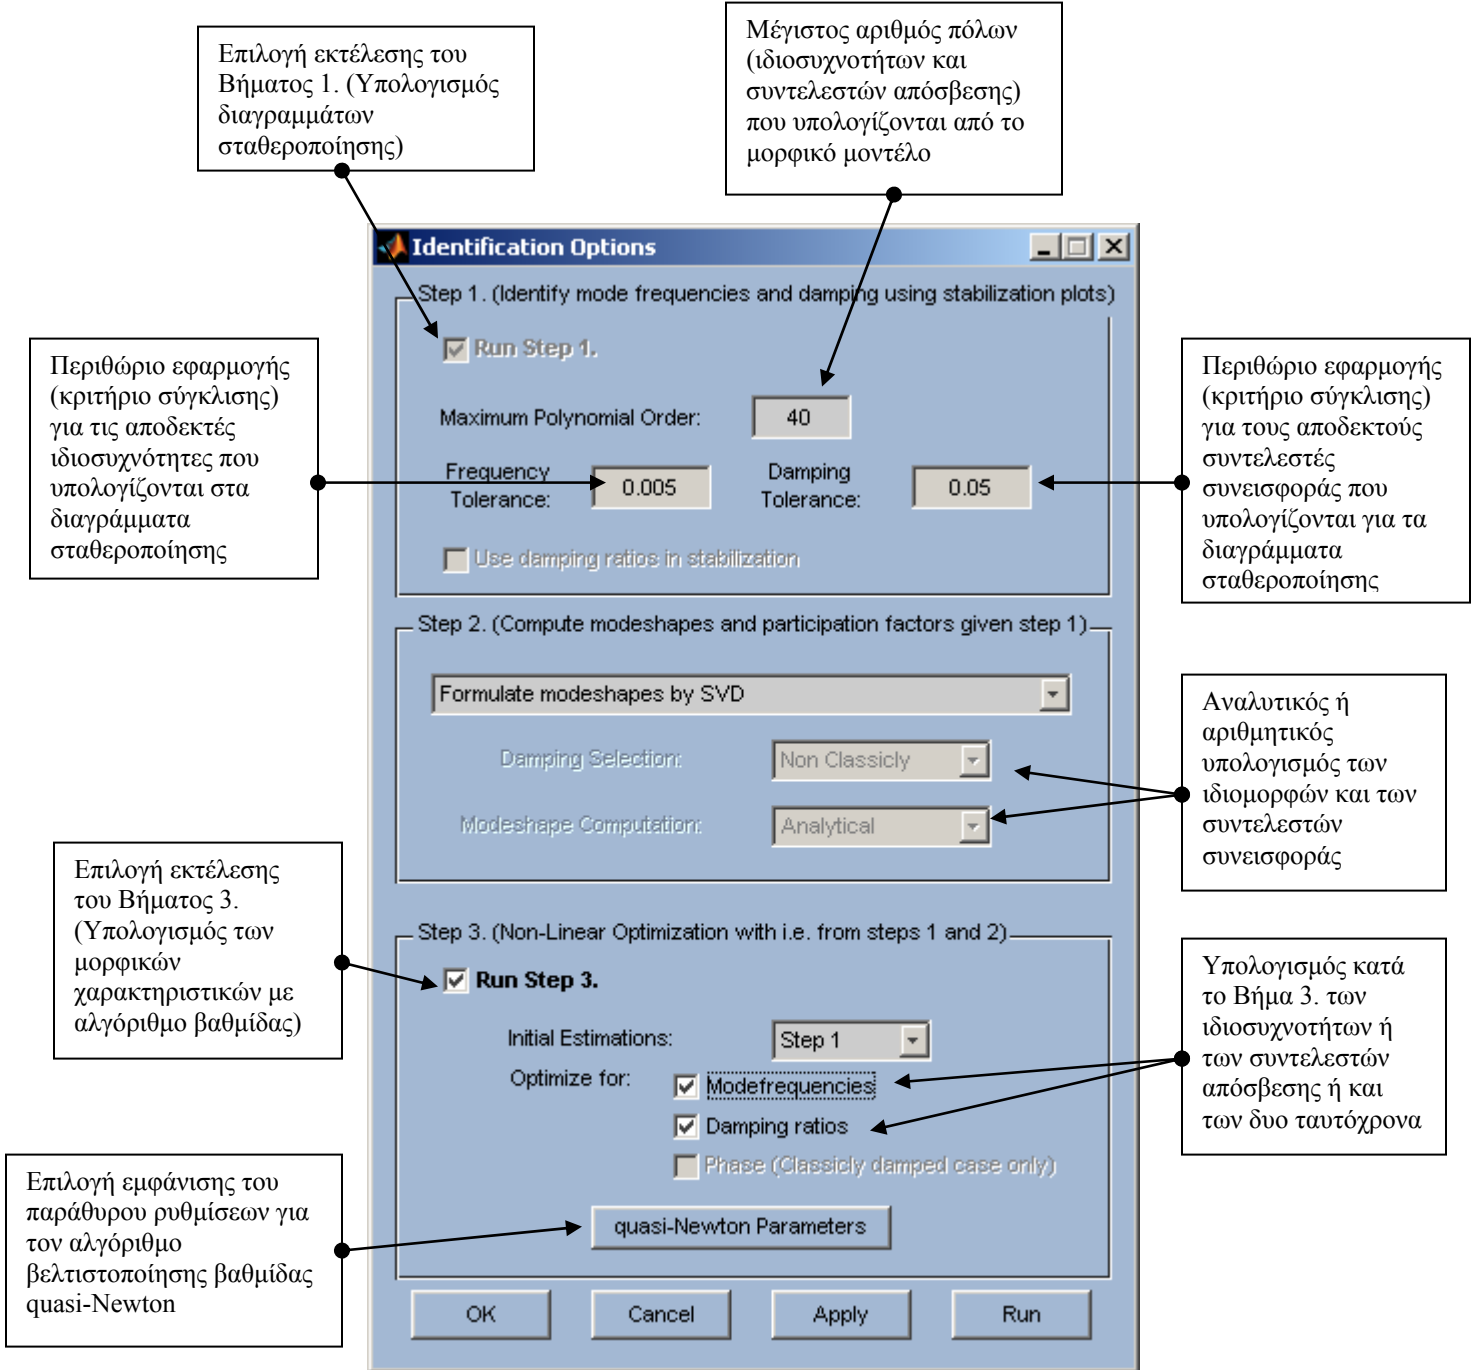 Επιλογή εκτέλεσης του
Βήματος 1. (Υπολογισμός
διαγραμμάτων
σταθεροποίησης)
Μέγιστος αριθμός πόλων
(ιδιοσυχνοτήτων και
συντελεστών απόσβεσης)
που υπολογίζονται από το
μορφικό μοντέλο
Identification Options
Step 1. (Identify mode frequencies and damping using stabilization plots)
Run Step 1.
Maximum Polynomial Order:
40
Frequency
Tolerance:
0.005
Damping
Tolerance:
0.05
Use damping ratios in stabilization
Περιθώριο εφαρμογής
(κριτήριο σύγκλισης)
για τις αποδεκτές
ιδιοσυχνότητες που
υπολογίζονται στα
διαγράμματα
σταθεροποίησης
Περιθώριο εφαρμογής
(κριτήριο σύγκλισης)
για τους αποδεκτούς
συντελεστές
συνεισφοράς που
υπολογίζονται για τα
διαγράμματα
σταθεροποίησης
Step 2. (Compute modeshapes and participation factors given step 1)
Formulate modeshapes by SVD
Damping Selection:
Non Classicly
Modeshape Computation:
Analytical
Αναλυτικός ή
αριθμητικός
υπολογισμός των
ιδιομορφών και των
συντελεστών
συνεισφοράς
Επιλογή εκτέλεσης
του Βήματος 3.
(Υπολογισμός των
μορφικών
χαρακτηριστικών με
αλγόριθμο βαθμίδας)
Step 3. (Non-Linear Optimization with i.e. from steps 1 and 2)
Run Step 3.
Initial Estimations:
Step 1
Optimize for:
Modefrequencies
Damping ratios
Phase (Classicly damped case only)
quasi-Newton Parameters
Υπολογισμός κατά
το Βήμα 3. των
ιδιοσυχνοτήτων ή
των συντελεστών
απόσβεσης ή και
των δυο ταυτόχρονα
Επιλογή εμφάνισης του
παράθυρου ρυθμίσεων για
τον αλγόριθμο
βελτιστοποίησης βαθμίδας
quasi-Newton
OK
Cancel
Apply
Run